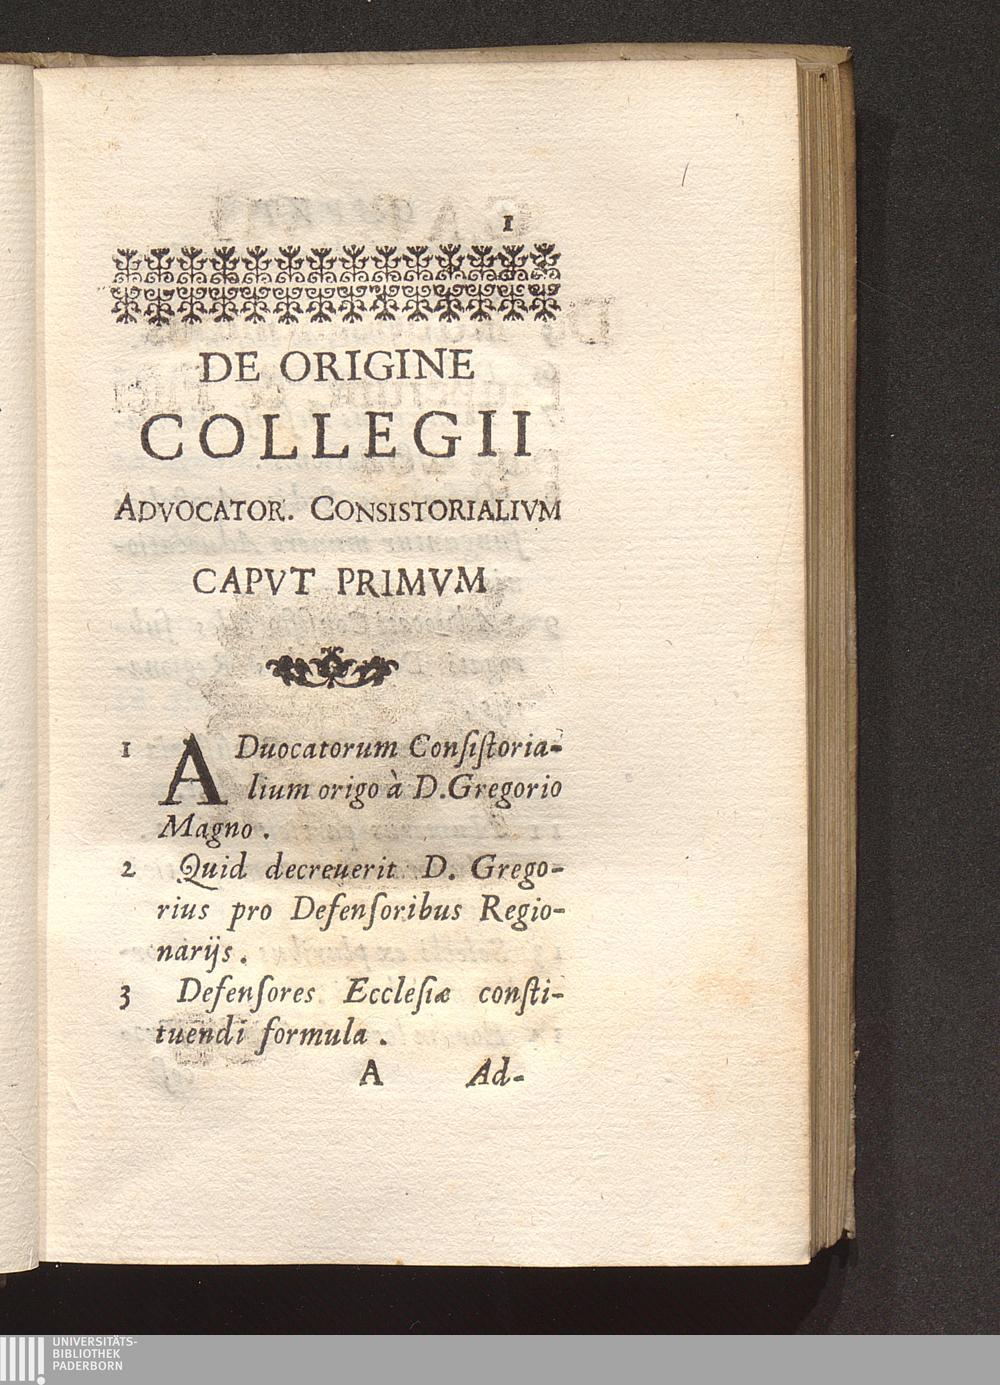 1
DE ORIGINE
COLLEGII
ADVOCATOR. CONSISTORIALIVM
CAPVT PRIMVM
1 ADuocatorum Conſiſtoria-
lium origo à D. Gregorio
Magno.
2 Quid decreuerit D. Grego-
rius pro Defenſoribus Regio-
narijs.
3 Defenſores Eccleſiæ conſti-
tuendi formula.
A Ad-
UNIVERSITÄTS-
BIBLIOTHEK
PADERBORN